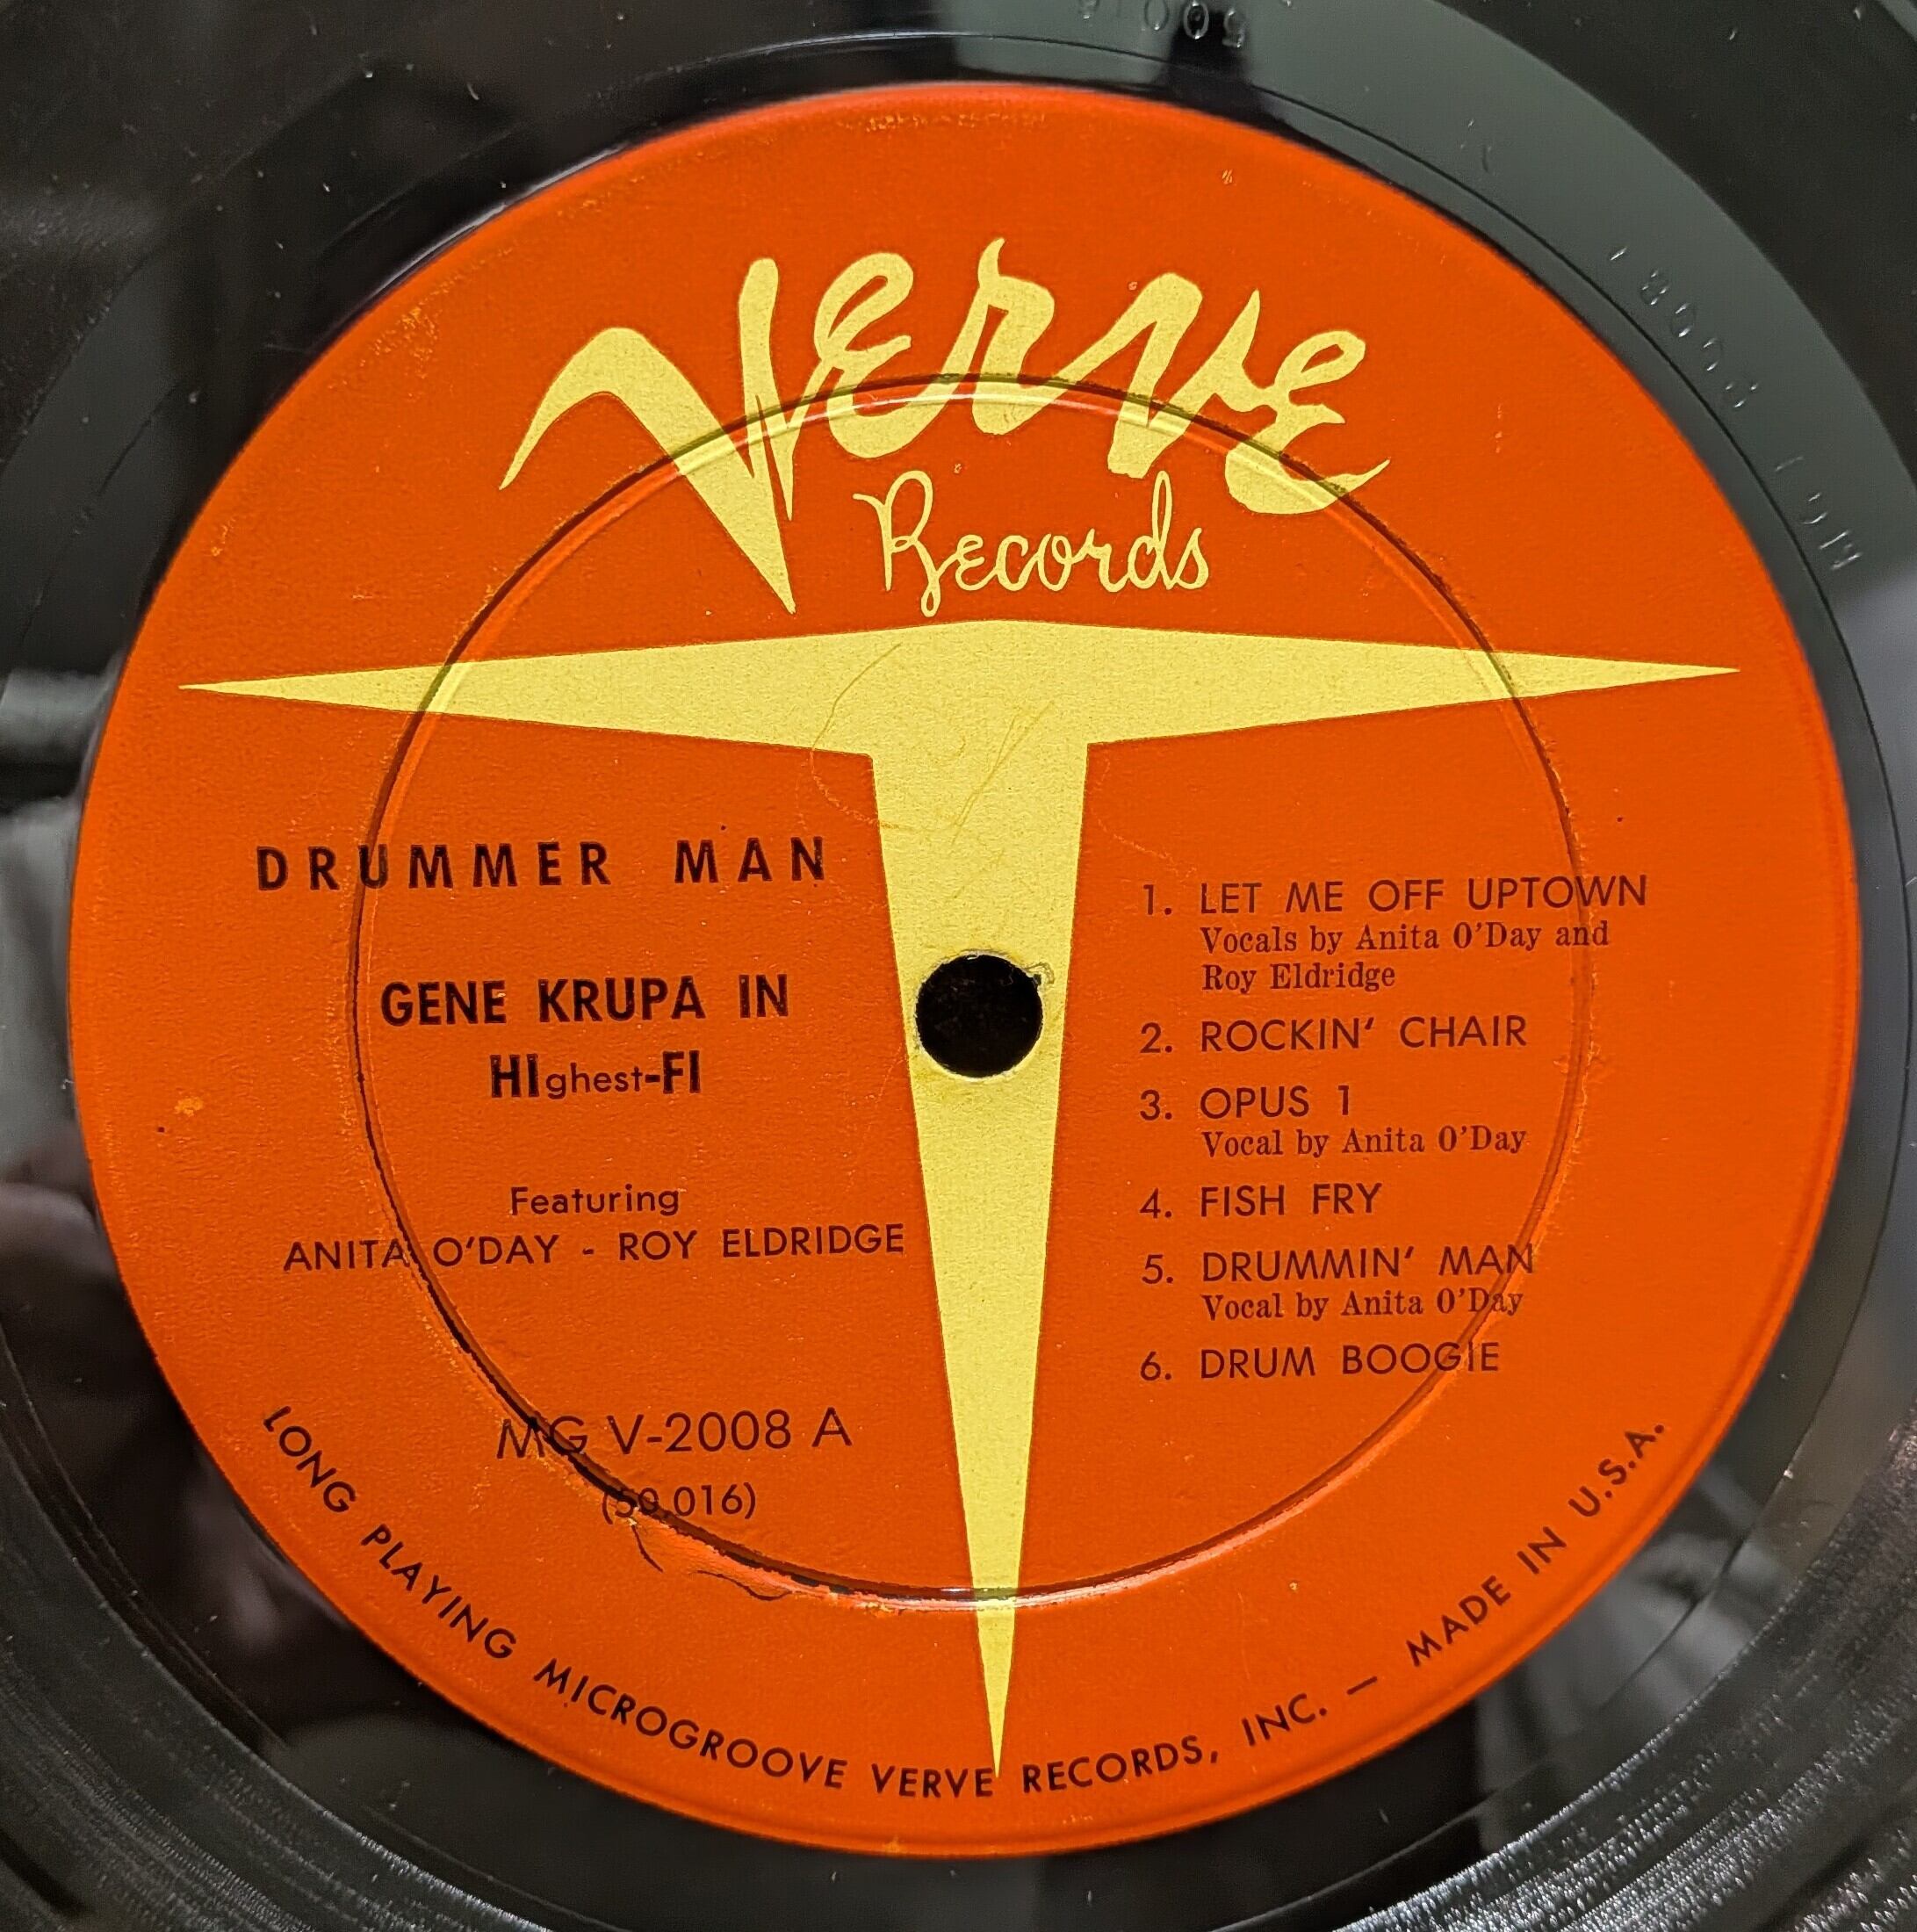 Verve
Records
DRUMMER MAN
GENE KRUPA IN
HIghest-FI
Featuring
ANITA O'DAY - ROY ELDRIDGE
MG V-2008 A
(50,016)
1. LET ME OFF UPTOWN
Vocals by Anita O'Day and
Roy Eldridge
2. ROCKIN' CHAIR
3. OPUS 1
Vocal by Anita O'Day
4. FISH FRY
5. DRUMMIN' MAN
Vocal by Anita O'Day
6. DRUM BOOGIE
LONG PLAYING MICROGROOVE VERVE RECORDS, INC. — MADE IN U.S.A.